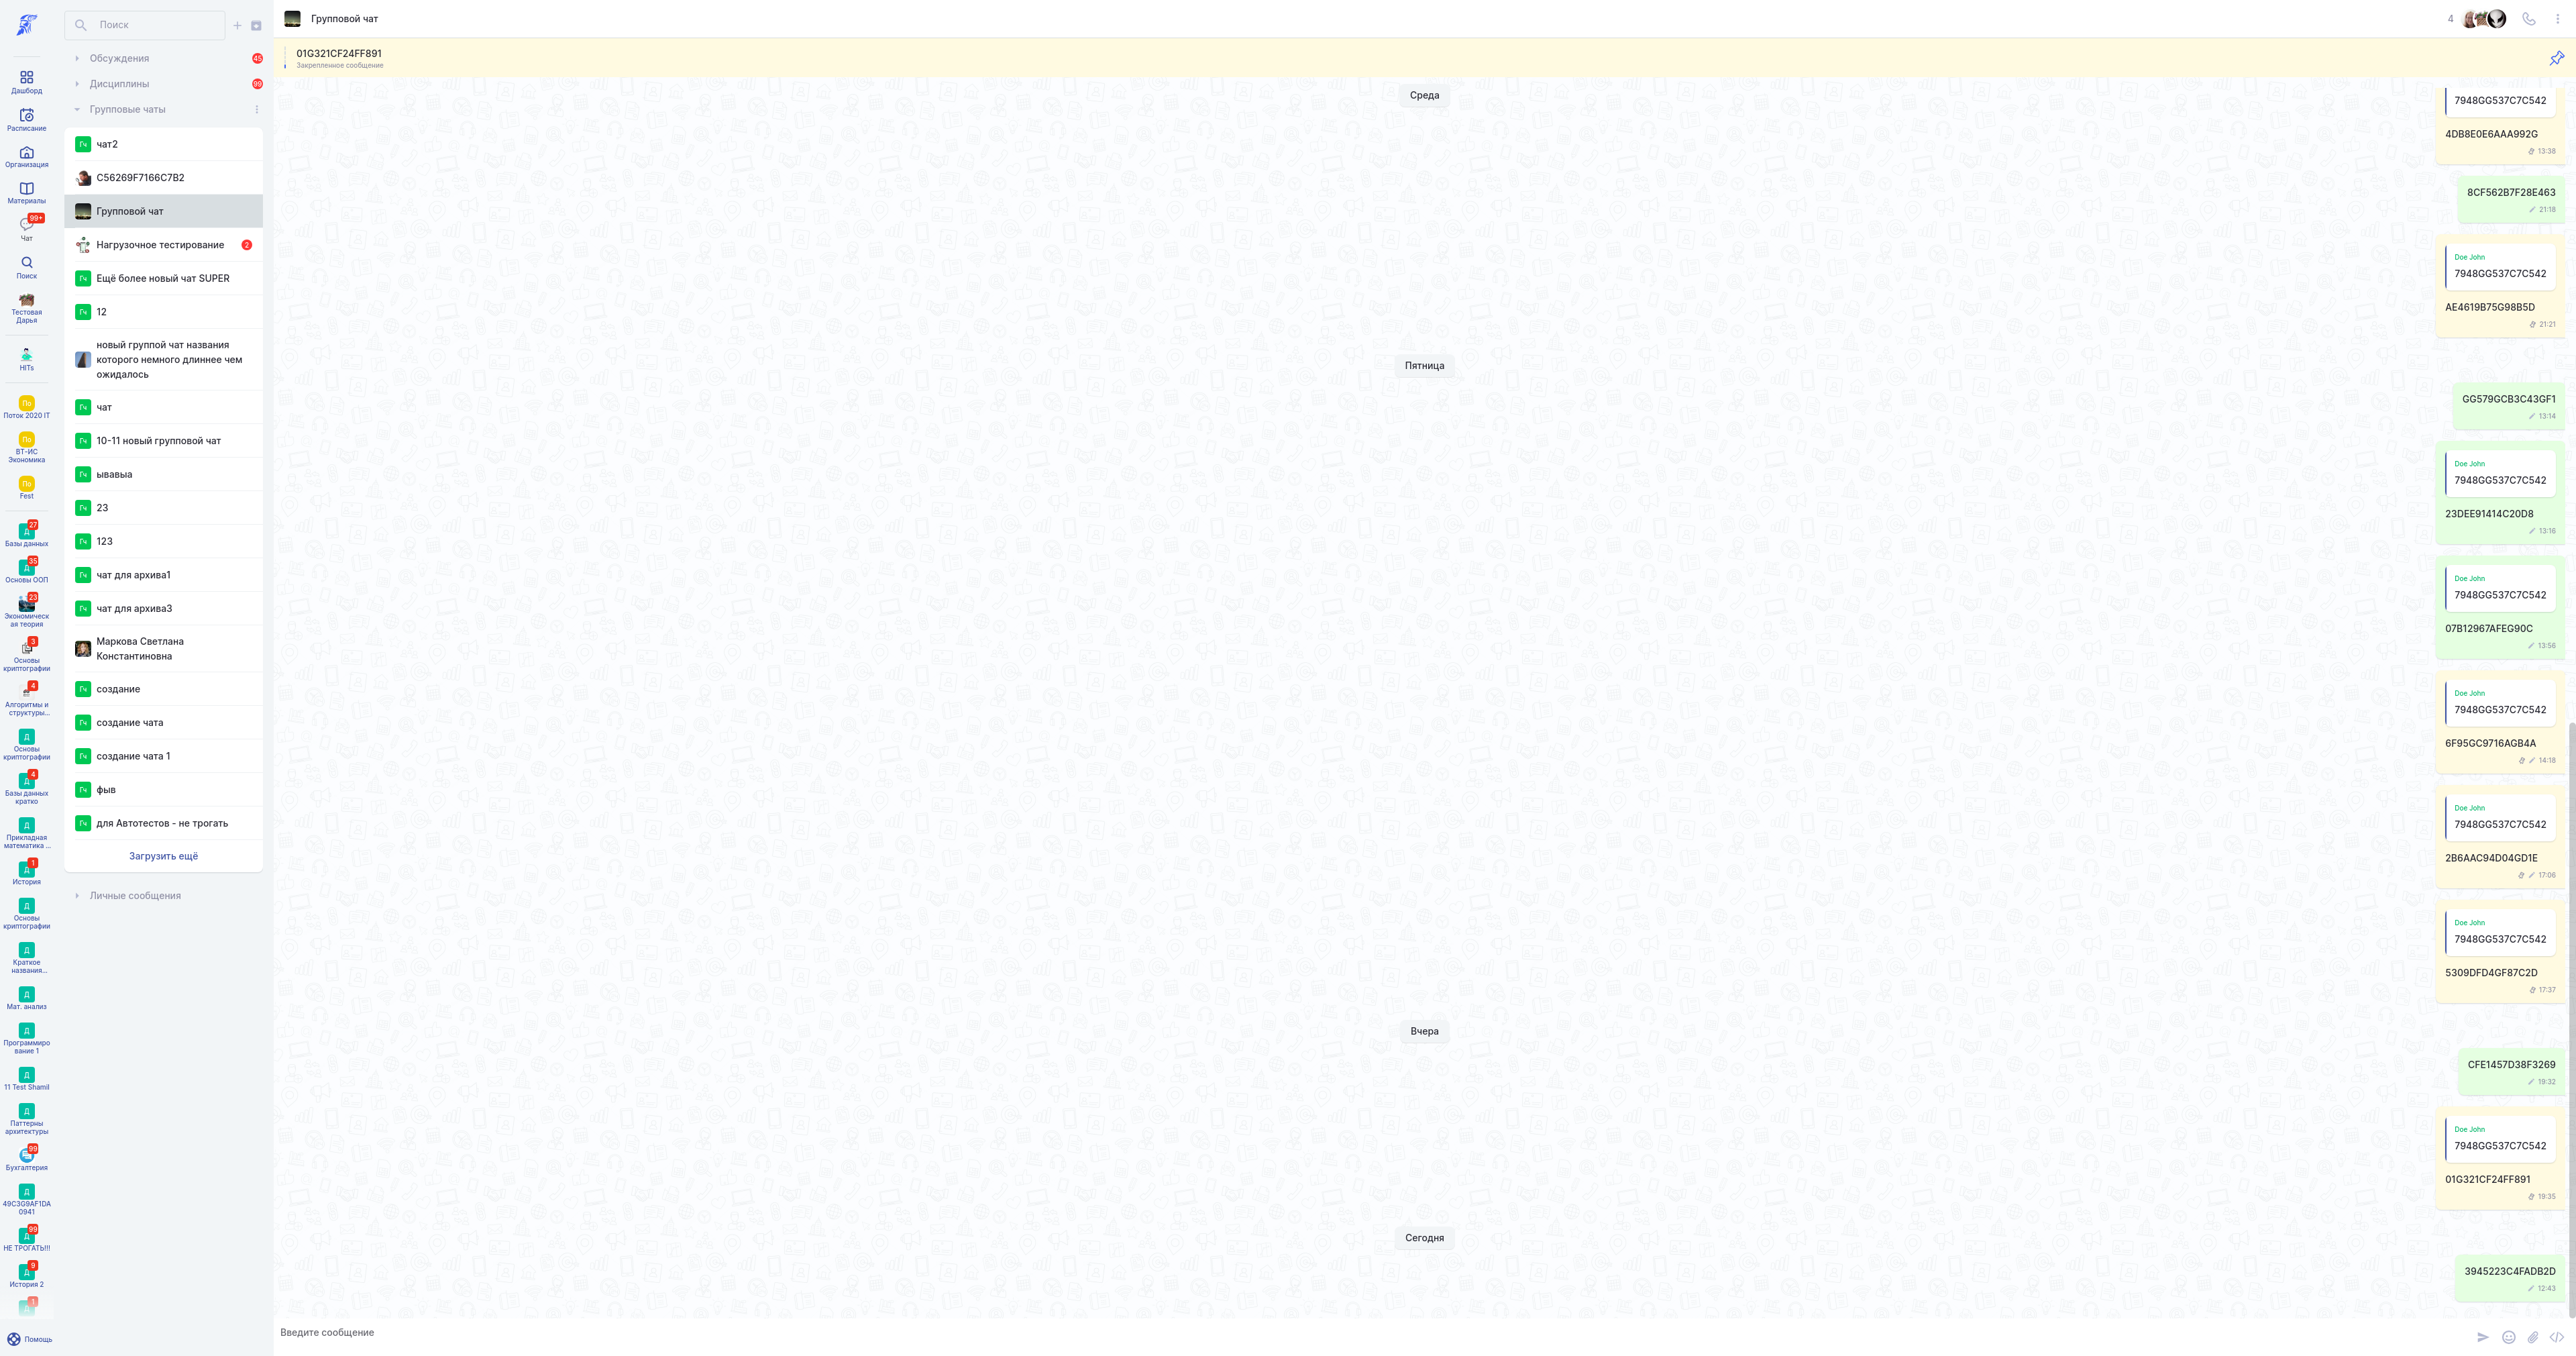 Дашборд
Расписание
Организация
Материалы
99+
Чат
Поиск
Тестовая
Дарья
HITs
По
Поток 2020 IT
По
ВТ-ИС
Экономика
По
Fest
27
Д
Базы данных
35
Д
Основы ООП
23
Экономическ
ая теория
3
Основы
криптографии
4
Алгоритмы и
структуры...
Д
Основы
криптографии
4
Д
Базы данных
кратко
Д
Прикладная
математика ...
1
Д
История
Д
Основы
криптографии
Д
Краткое
названия...
Д
Мат. анализ
Д
Программиро
вание 1
Д
11 Test Shamil
Д
Паттерны
архитектуры
99
Бухгалтерия
Д
49C3G9AF1DA
0941
99
Д
НЕ ТРОГАТЬ!!!
9
Д
История 2
1
Д
Помощь
Поиск
Обсуждения 45
Дисциплины 99
Групповые чаты
Гч чат2
C56269F7166C7B2
Групповой чат
Нагрузочное тестирование 2
Гч Ещё более новый чат SUPER
Гч 12
новый группой чат названия
которого немного длиннее чем
ожидалось
Гч чат
Гч 10-11 новый групповой чат
Гч ывавыа
Гч 23
Гч 123
Гч чат для архива1
Гч чат для архива3
Маркова Светлана
Константиновна
Гч создание
Гч создание чата
Гч создание чата 1
Гч фыв
Гч для Автотестов - не трогать
Загрузить ещё
Личные сообщения
Групповой чат
4
01G321CF24FF891
Закрепленное сообщение
Среда
7948GG537C7C542
4DB8E0E6AAA992G
13:38
8CF562B7F28E463
21:18
Doe John
7948GG537C7C542
AE4619B75G98B5D
21:21
Пятница
GG579GCB3C43GF1
13:14
Doe John
7948GG537C7C542
23DEE91414C20D8
13:16
Doe John
7948GG537C7C542
07B12967AFEG90C
13:56
Doe John
7948GG537C7C542
6F95GC9716AGB4A
14:18
Doe John
7948GG537C7C542
2B6AAC94D04GD1E
17:06
Doe John
7948GG537C7C542
5309DFD4GF87C2D
17:37
Вчера
CFE1457D38F3269
19:32
Doe John
7948GG537C7C542
01G321CF24FF891
19:35
Сегодня
3945223C4FADB2D
12:43
Введите сообщение